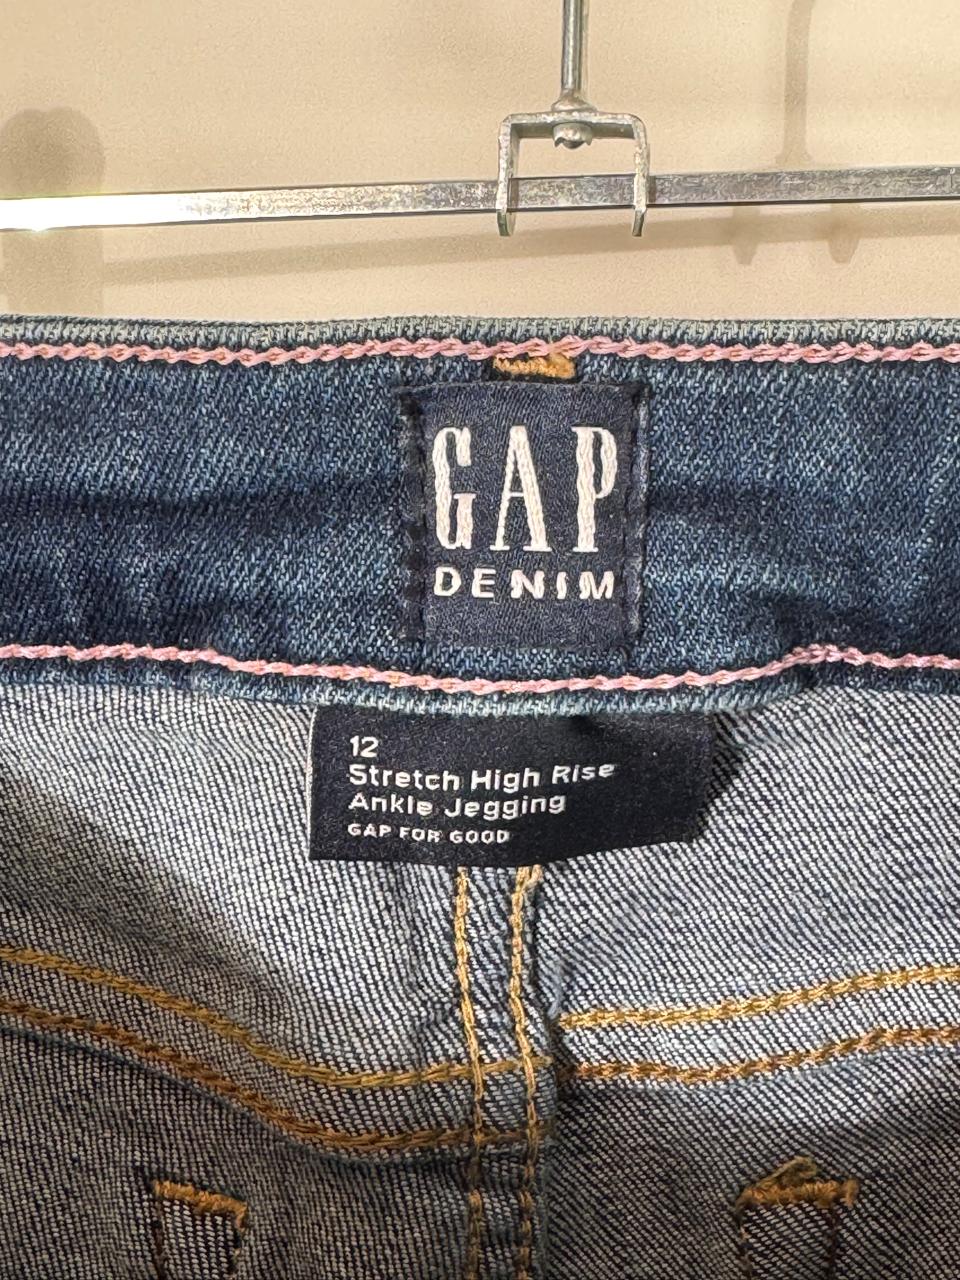 GAP
DENIM
12
Stretch High Rise
Ankle Jegging
GAP FOR GOOD